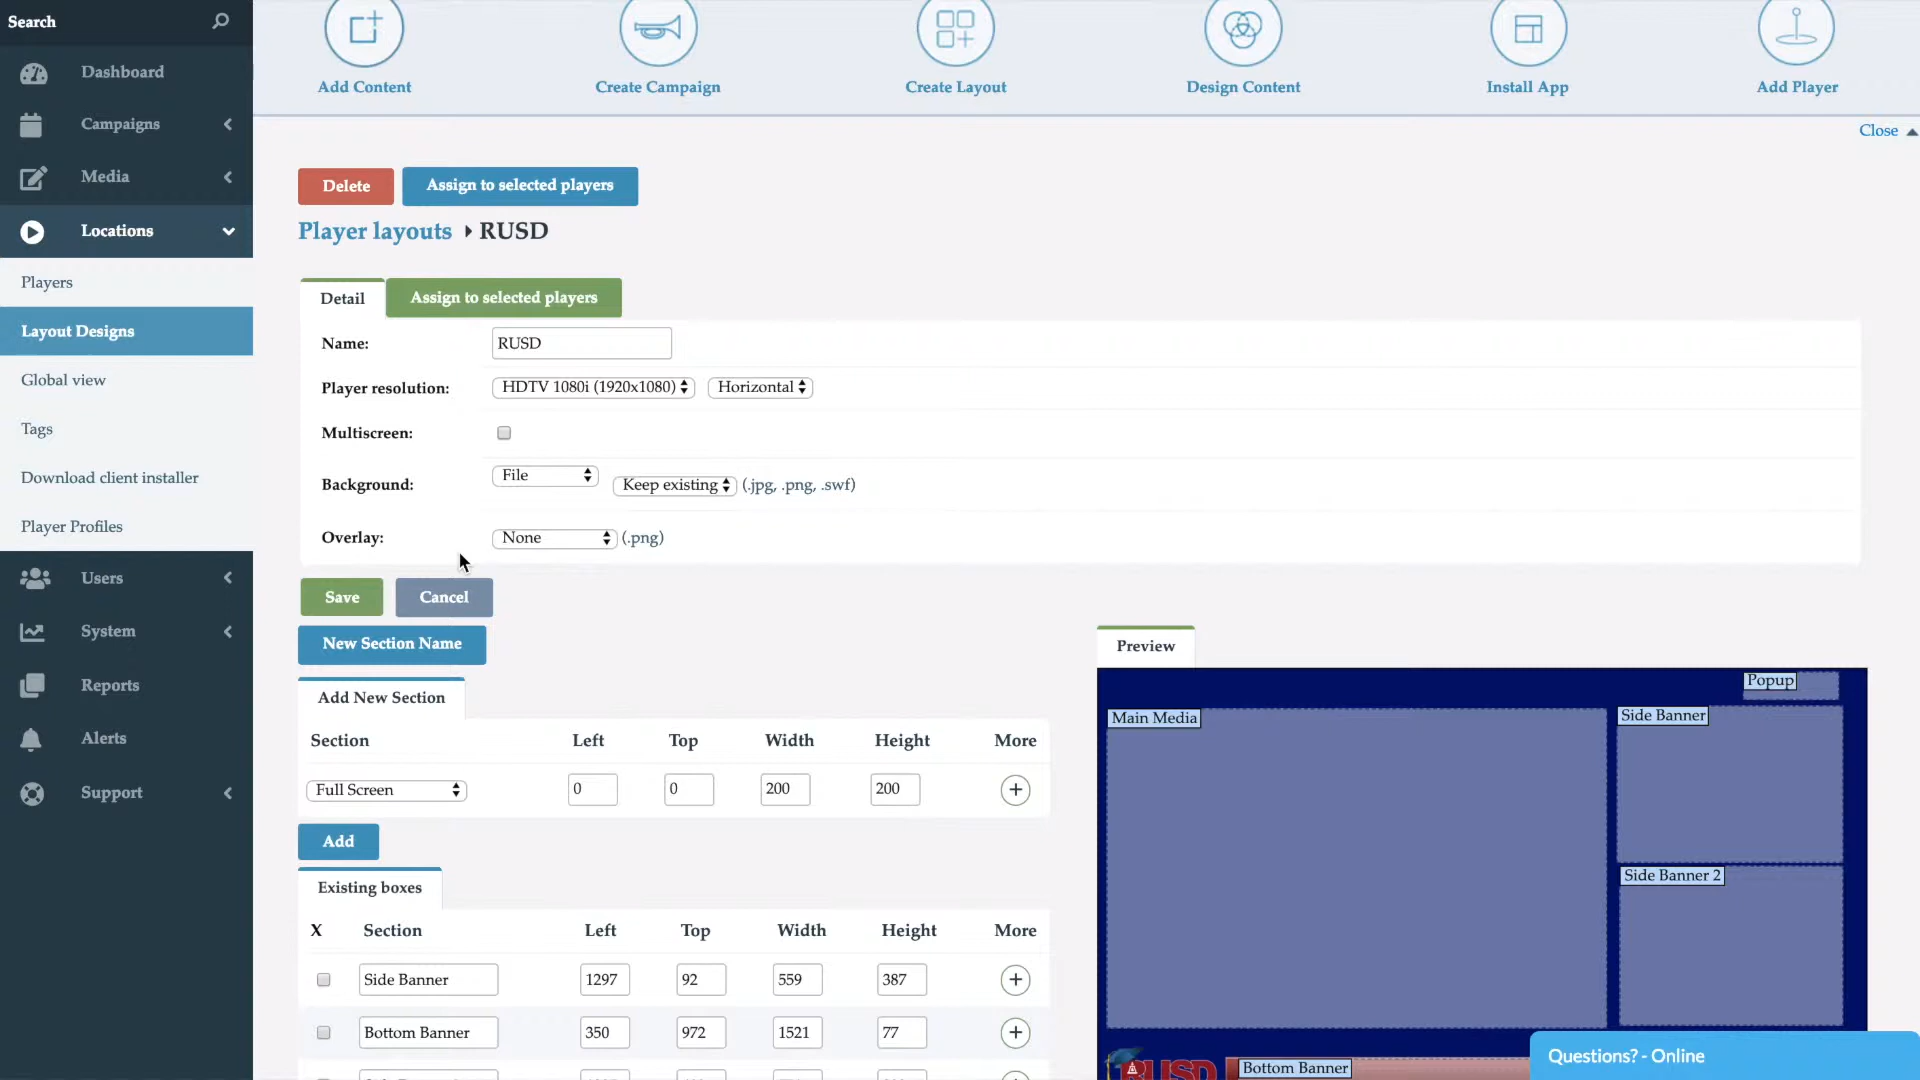 Search
Dashboard
Campaigns
Media
Locations
Players
Layout Designs
Global view
Tags
Download client installer
Player Profiles
Users
System
Reports
Alerts
Support
Add Content
Create Campaign
Create Layout
Design Content
Install App
Add Player
Close
Delete
Assign to selected players
Player layouts RUSD
Detail
Assign to selected players
Name: RUSD
Player resolution: HDTV 1080i (1920x1080) Horizontal
Multiscreen:
Background: File Keep existing (.jpg, .png, .swf)
Overlay: None (.png)
Save Cancel
New Section Name
Add New Section
Section Left Top Width Height More
Full Screen 0 0 200 200
Add
Existing boxes
X Section Left Top Width Height More
Side Banner 1297 92 559 387
Bottom Banner 350 972 1521 77
Preview
Popup
Main Media
Side Banner
Side Banner 2
RUSD
Bottom Banner
Questions? - Online